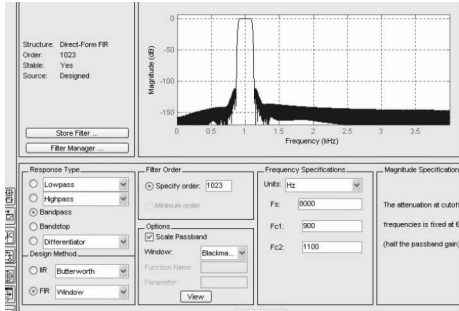 Structure: Direct-Form FIR
Order: 1023
Stable: Yes
Source: Designed
Store Filter ...
Filter Manager ...
Magnitude (dB)
0
-50
-100
-150
0 0.5 1 1.5 2 2.5 3 3.5
Frequency (kHz)
Response Type
Lowpass
Highpass
Bandpass
Bandstop
Differentiator
Design Method
IIR Butterworth
FIR Window
Filter Order
Specify order: 1023
Minimum order
Options
Scale Passband
Window: Blackma...
Function Name:
Parameter:
View
Frequency Specifications
Units: Hz
Fs: 8000
Fc1: 900
Fc2: 1100
Magnitude Specification
The attenuation at cutoff
frequencies is fixed at 6
(half the passband gain)